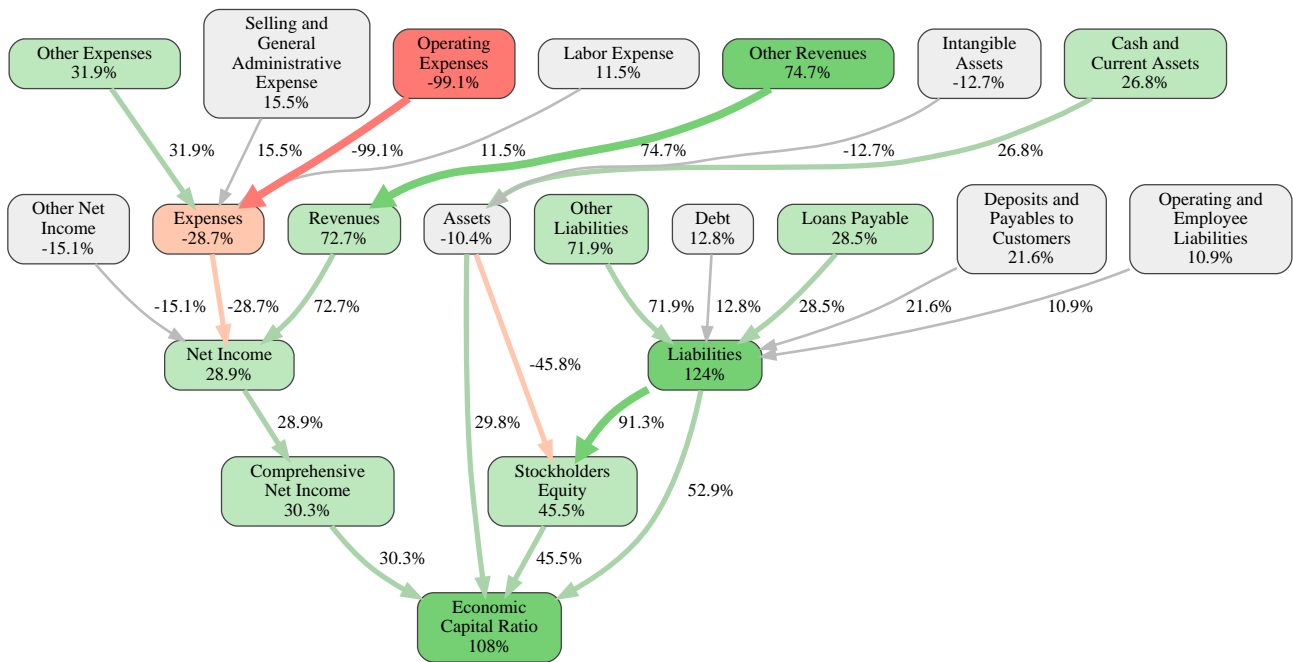 Other Expenses
31.9%
Selling and
General
Administrative
Expense
15.5%
Operating
Expenses
-99.1%
Labor Expense
11.5%
Other Revenues
74.7%
Intangible
Assets
-12.7%
Cash and
Current Assets
26.8%
31.9%
15.5%
-99.1%
11.5%
74.7%
-12.7%
26.8%
Other Net
Income
-15.1%
Expenses
-28.7%
Revenues
72.7%
Assets
-10.4%
Other
Liabilities
71.9%
Debt
12.8%
Loans Payable
28.5%
Deposits and
Payables to
Customers
21.6%
Operating and
Employee
Liabilities
10.9%
-15.1%
-28.7%
72.7%
71.9%
12.8%
28.5%
21.6%
10.9%
Net Income
28.9%
-45.8%
Liabilities
124%
28.9%
29.8%
91.3%
Comprehensive
Net Income
30.3%
Stockholders
Equity
45.5%
52.9%
30.3%
45.5%
Economic
Capital Ratio
108%